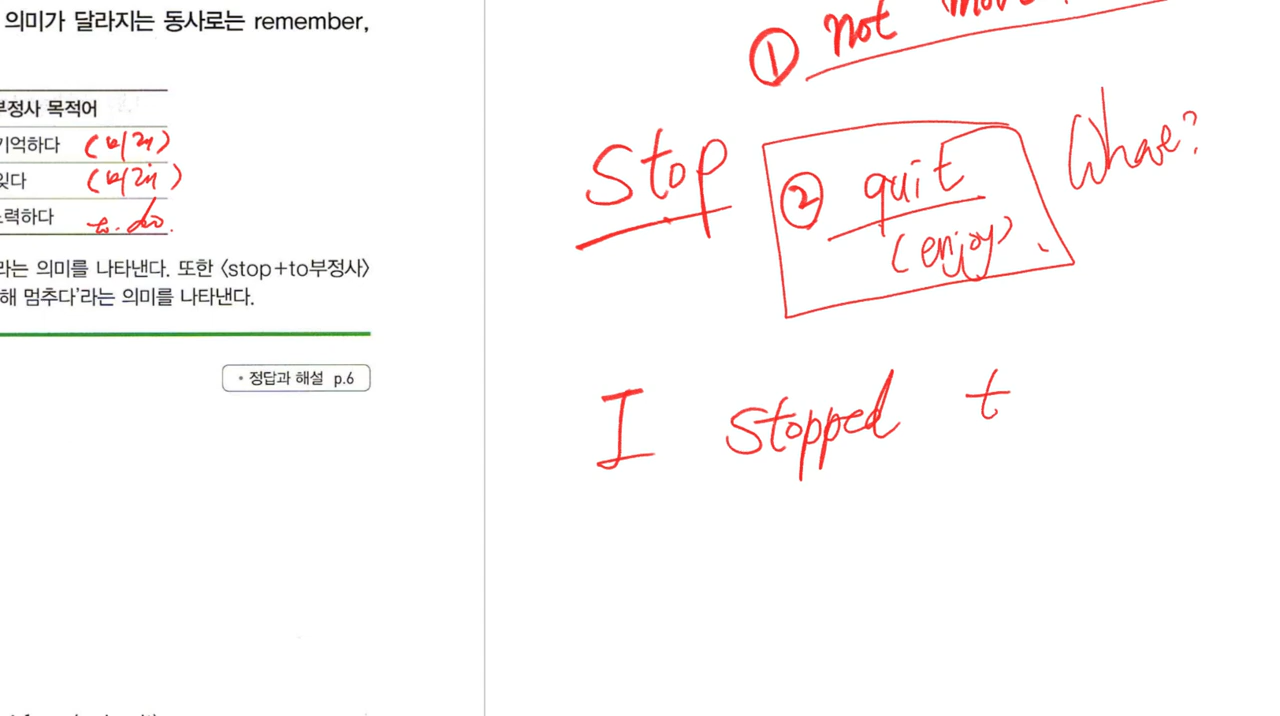 의미가 달라지는 동사로는 remember,
부정사 목적어
기억하다 (미래)
잊다 (미래)
노력하다 to do.
라는 의미를 나타낸다. 또한 〈stop+to부정사〉
해 멈추다'라는 의미를 나타낸다.
• 정답과 해설 p.6
① not
Stop ② quit What?
(enjoy).
I stopped t